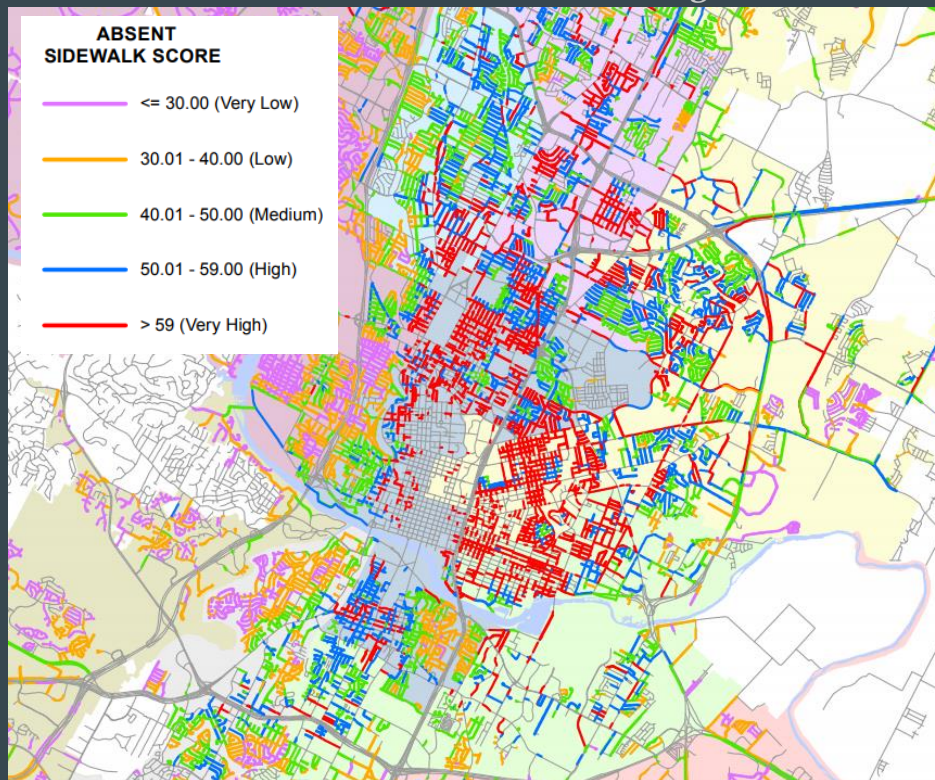 ABSENT
SIDEWALK SCORE
<= 30.00 (Very Low)
30.01 - 40.00 (Low)
40.01 - 50.00 (Medium)
50.01 - 59.00 (High)
> 59 (Very High)